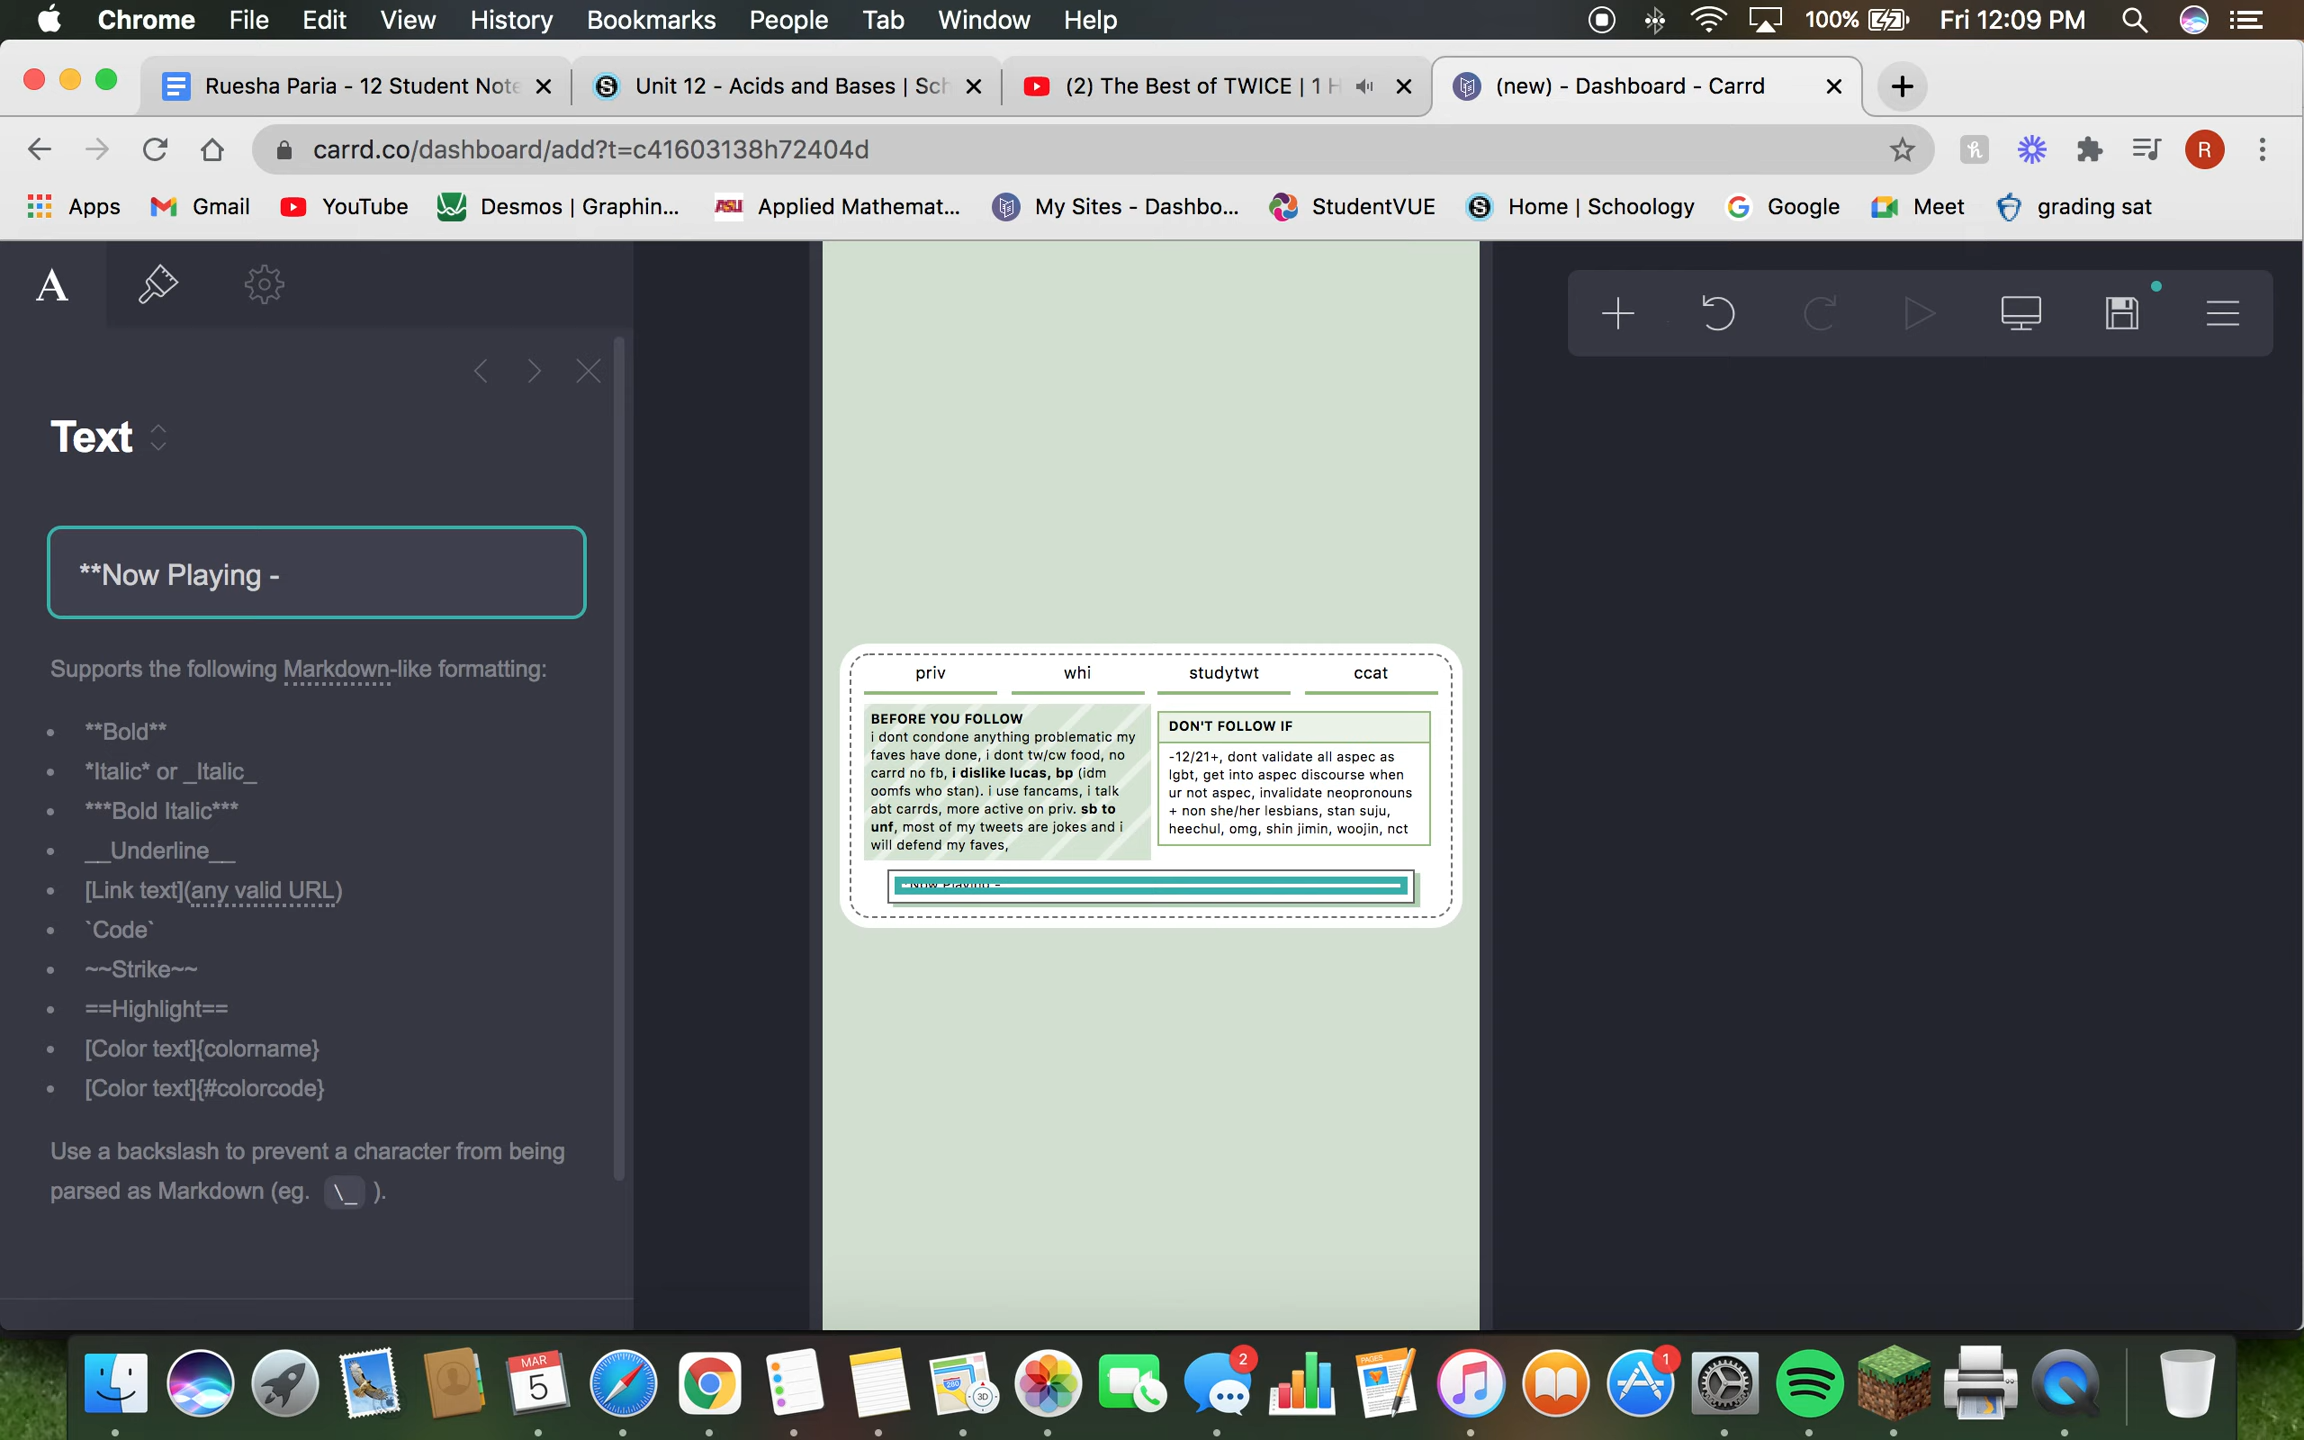 Chrome File Edit View History Bookmarks People Tab Window Help 100% Fri 12:09 PM
Ruesha Paria - 12 Student Note
Unit 12 - Acids and Bases | Sch
(2) The Best of TWICE | 1 H
(new) - Dashboard - Carrd
carrd.co/dashboard/add?t=c41603138h72404d
R
Apps Gmail YouTube Desmos | Graphin... ASU Applied Mathemat... My Sites - Dashbo... StudentVUE Home | Schoology Google Meet grading sat
A
Text
**Now Playing -
Supports the following Markdown-like formatting:
• **Bold**
• *Italic* or _Italic_
• ***Bold Italic***
• __Underline__
• [Link text](any valid URL)
• `Code`
• ~~Strike~~
• ==Highlight==
• [Color text]{colorname}
• [Color text]{#colorcode}
Use a backslash to prevent a character from being
parsed as Markdown (eg. \_ ).
priv whi studytwt ccat
BEFORE YOU FOLLOW
i dont condone anything problematic my
faves have done, i dont tw/cw food, no
carrd no fb, i dislike lucas, bp (idm
oomfs who stan). i use fancams, i talk
abt carrds, more active on priv. sb to
unf, most of my tweets are jokes and i
will defend my faves,
DON'T FOLLOW IF
-12/21+, dont validate all aspec as
lgbt, get into aspec discourse when
ur not aspec, invalidate neopronouns
+ non she/her lesbians, stan suju,
heechul, omg, shin jimin, woojin, nct
**Now Playing -
MAR
5
280
3D
2
PAGES
1